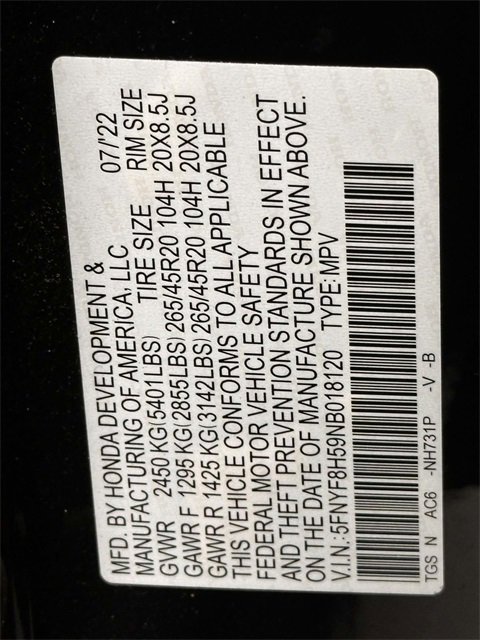 MFD. BY HONDA DEVELOPMENT & 07/'22
MANUFACTURING OF AMERICA, LLC
GVWR 2450 KG(5401LBS) TIRE SIZE RIM SIZE
GAWR F 1295 KG(2855LBS) 265/45R20 104H 20X8.5J
GAWR R 1425 KG(3142LBS) 265/45R20 104H 20X8.5J
THIS VEHICLE CONFORMS TO ALL APPLICABLE
FEDERAL MOTOR VEHICLE SAFETY
AND THEFT PREVENTION STANDARDS IN EFFECT
ON THE DATE OF MANUFACTURE SHOWN ABOVE.
V.I.N.:5FNYF8H59NB018120 TYPE:MPV
TGS N AC6 -NH731P -V -B